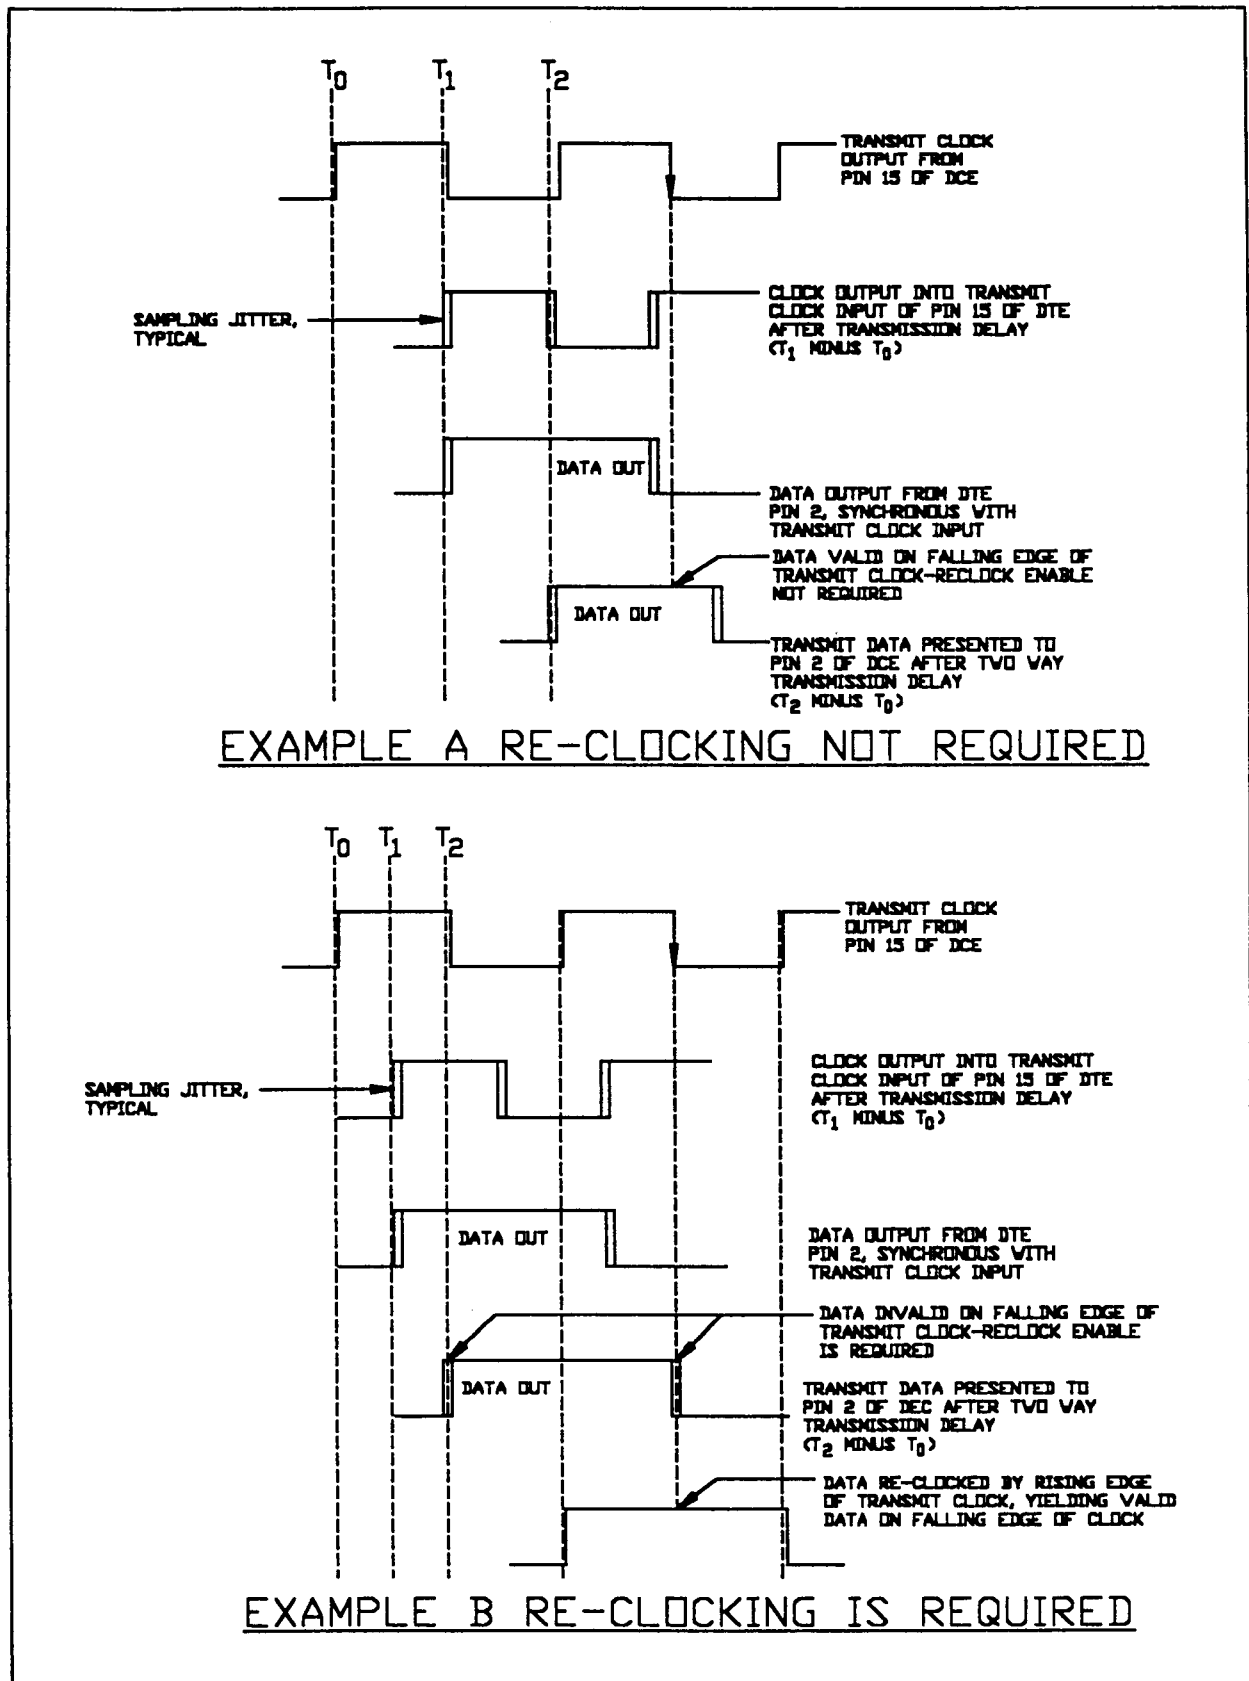 T0 T1 T2
TRANSMIT CLOCK
OUTPUT FROM
PIN 15 OF DCE
CLOCK OUTPUT INTO TRANSMIT
CLOCK INPUT OF PIN 15 OF DTE
AFTER TRANSMISSION DELAY
(T1 MINUS T0)
SAMPLING JITTER,
TYPICAL
DATA OUT
DATA OUTPUT FROM DTE
PIN 2, SYNCHRONOUS WITH
TRANSMIT CLOCK INPUT
DATA VALID ON FALLING EDGE OF
TRANSMIT CLOCK-RECLOCK ENABLE
NOT REQUIRED
DATA OUT
TRANSMIT DATA PRESENTED TO
PIN 2 OF DCE AFTER TWO WAY
TRANSMISSION DELAY
(T2 MINUS T0)
EXAMPLE A RE-CLOCKING NOT REQUIRED
T0 T1 T2
TRANSMIT CLOCK
OUTPUT FROM
PIN 15 OF DCE
CLOCK OUTPUT INTO TRANSMIT
CLOCK INPUT OF PIN 15 OF DTE
AFTER TRANSMISSION DELAY
(T1 MINUS T0)
SAMPLING JITTER,
TYPICAL
DATA OUT
DATA OUTPUT FROM DTE
PIN 2, SYNCHRONOUS WITH
TRANSMIT CLOCK INPUT
DATA INVALID ON FALLING EDGE OF
TRANSMIT CLOCK-RECLOCK ENABLE
IS REQUIRED
DATA OUT
TRANSMIT DATA PRESENTED TO
PIN 2 OF DEC AFTER TWO WAY
TRANSMISSION DELAY
(T2 MINUS T0)
DATA RE-CLOCKED BY RISING EDGE
OF TRANSMIT CLOCK, YIELDING VALID
DATA ON FALLING EDGE OF CLOCK
EXAMPLE B RE-CLOCKING IS REQUIRED